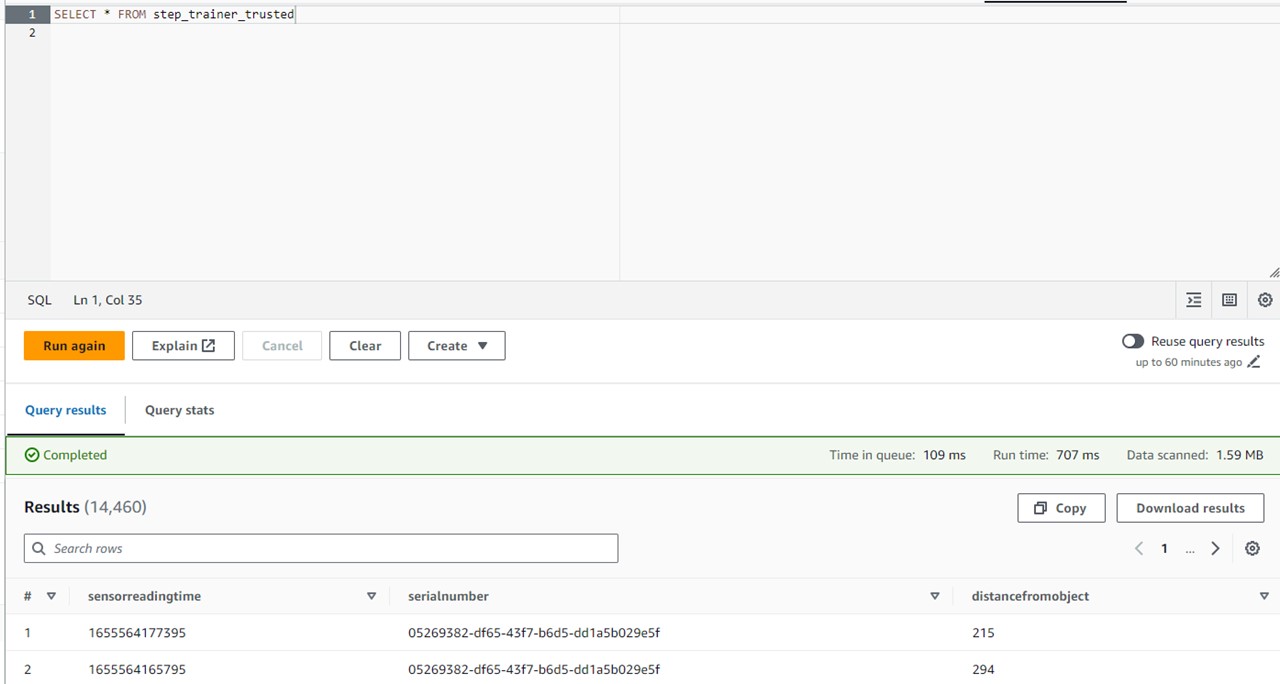 1 SELECT * FROM step_trainer_trusted
2
SQL Ln 1, Col 35
Run again Explain Cancel Clear Create Reuse query results
up to 60 minutes ago
Query results Query stats
Completed Time in queue: 109 ms Run time: 707 ms Data scanned: 1.59 MB
Results (14,460) Copy Download results
Search rows 1 ...
# sensorreadingtime serialnumber distancefromobject
1 1655564177395 05269382-df65-43f7-b6d5-dd1a5b029e5f 215
2 1655564165795 05269382-df65-43f7-b6d5-dd1a5b029e5f 294